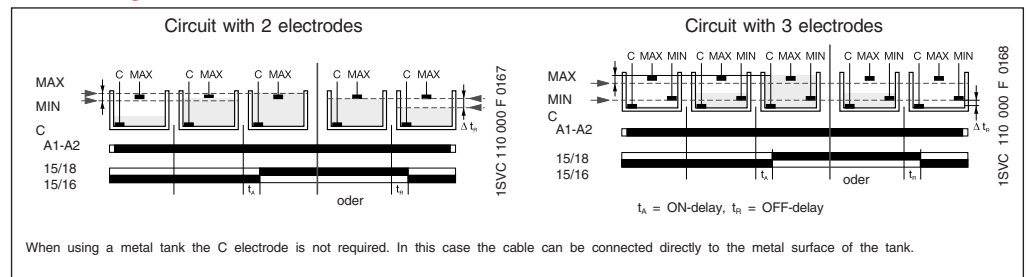 Circuit with 2 electrodes
C MAX C MAX C MAX C MAX C MAX
MAX
MIN
C
Δ tR
A1-A2
15/18
15/16
tA
tR
oder
1SVC 110 000 F 0167
Circuit with 3 electrodes
C MAX MIN C MAX MIN C MAX MIN C MAX MIN C MAX MIN
MAX
MIN
C
Δ tR
A1-A2
15/18
15/16
tA
tR
oder
1SVC 110 000 F 0168
tA = ON-delay, tR = OFF-delay
When using a metal tank the C electrode is not required. In this case the cable can be connected directly to the metal surface of the tank.